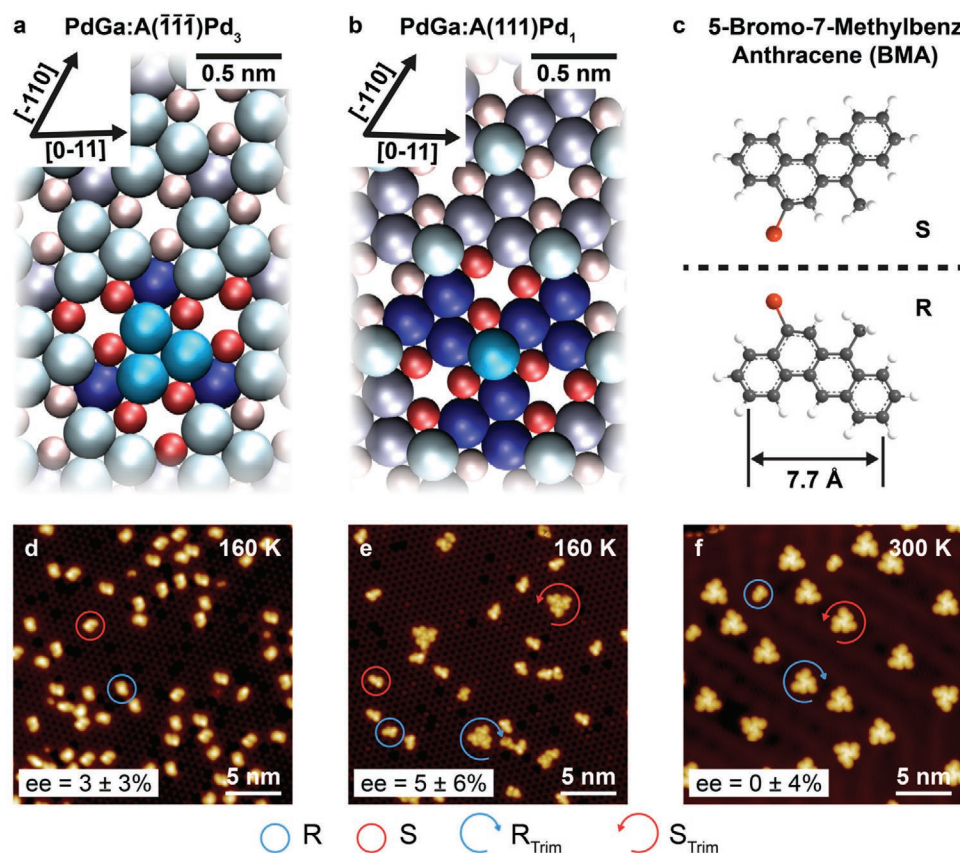 a PdGa:A(1̅1̅1̅)Pd₃
0.5 nm
[-110]
[0-11]
b PdGa:A(111)Pd₁
0.5 nm
[-110]
[0-11]
c 5-Bromo-7-Methylbenz
Anthracene (BMA)
S
R
7.7 Å
d 160 K
ee = 3 ± 3%
5 nm
e 160 K
ee = 5 ± 6%
5 nm
f 300 K
ee = 0 ± 4%
5 nm
R S R_Trim S_Trim